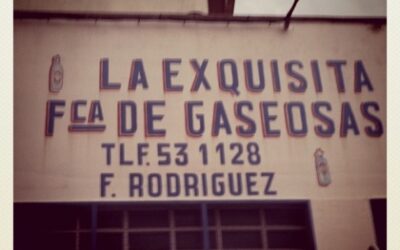 LA EXQUISITA
FCA DE GASEOSAS
TLF. 53 1128
F. RODRIGUEZ